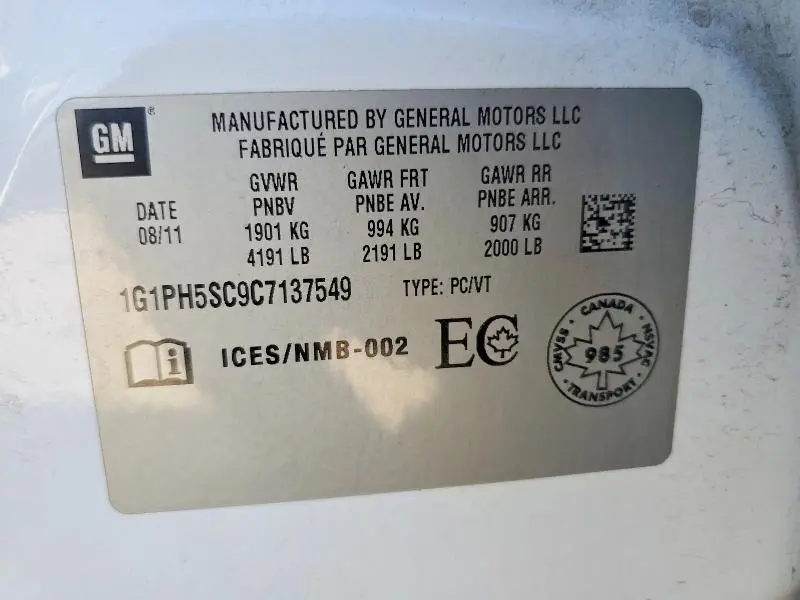 GM ®
MANUFACTURED BY GENERAL MOTORS LLC
FABRIQUÉ PAR GENERAL MOTORS LLC
DATE
08/11
GVWR
PNBV
1901 KG
4191 LB
GAWR FRT
PNBE AV.
994 KG
2191 LB
GAWR RR
PNBE ARR.
907 KG
2000 LB
1G1PH5SC9C7137549
TYPE: PC/VT
i
ICES/NMB-002
EC
CANADA
CMVSS
985
NSVAC
TRANSPORT